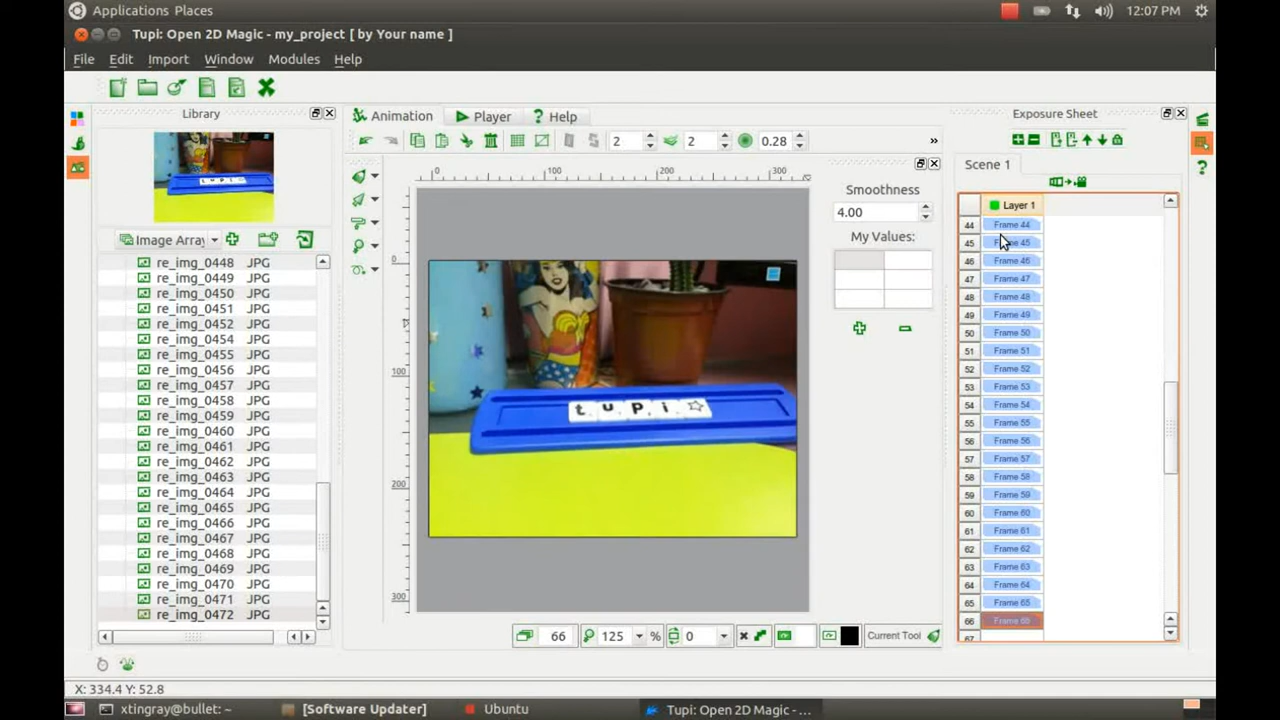 Applications Places
12:07 PM
Tupi: Open 2D Magic - my_project [ by Your name ]
File Edit Import Window Modules Help
Library
Animation Player Help
Exposure Sheet
2 2 0.28 »
Scene 1
0 100 200 300
Smoothness
4.00
My Values:
Layer 1
Image Array
re_img_0448 JPG
re_img_0449 JPG
re_img_0450 JPG
re_img_0451 JPG
re_img_0452 JPG
re_img_0454 JPG
re_img_0455 JPG
re_img_0456 JPG
re_img_0457 JPG
re_img_0458 JPG
re_img_0459 JPG
re_img_0460 JPG
re_img_0461 JPG
re_img_0462 JPG
re_img_0463 JPG
re_img_0464 JPG
re_img_0465 JPG
re_img_0466 JPG
re_img_0467 JPG
re_img_0468 JPG
re_img_0469 JPG
re_img_0470 JPG
re_img_0471 JPG
re_img_0472 JPG
0
100
200
300
tupi
tupi
44 Frame 44
45 Frame 45
46 Frame 46
47 Frame 47
48 Frame 48
49 Frame 49
50 Frame 50
51 Frame 51
52 Frame 52
53 Frame 53
54 Frame 54
55 Frame 55
56 Frame 56
57 Frame 57
58 Frame 58
59 Frame 59
60 Frame 60
61 Frame 61
62 Frame 62
63 Frame 63
64 Frame 64
65 Frame 65
66 Frame 66
67
66 125 % 0 Current Tool
X: 334.4 Y: 52.8
xtingray@bullet: ~ [Software Updater] Ubuntu Tupi: Open 2D Magic - ...